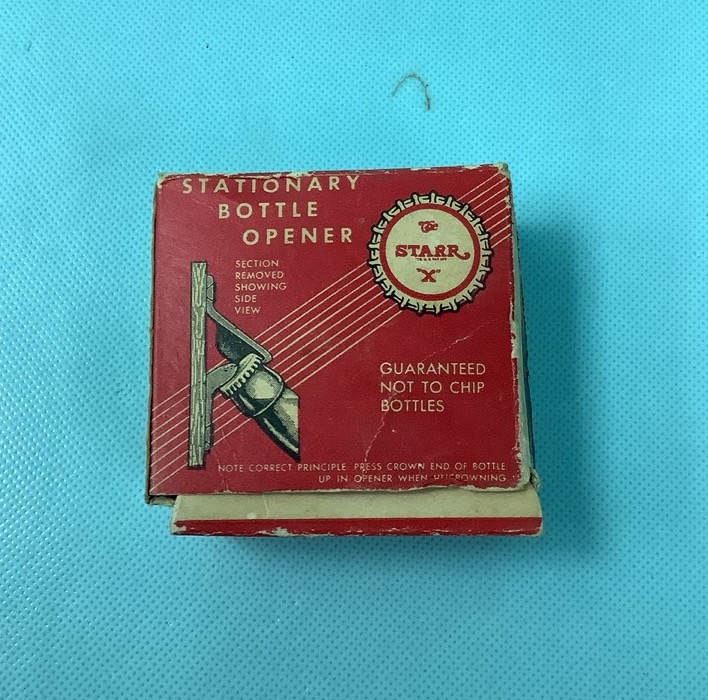 STATIONARY
BOTTLE
OPENER
SECTION
REMOVED
SHOWING
SIDE
VIEW
The
STARR
"X"
GUARANTEED
NOT TO CHIP
BOTTLES
NOTE CORRECT PRINCIPLE. PRESS CROWN END OF BOTTLE
UP IN OPENER WHEN UNCROWNING